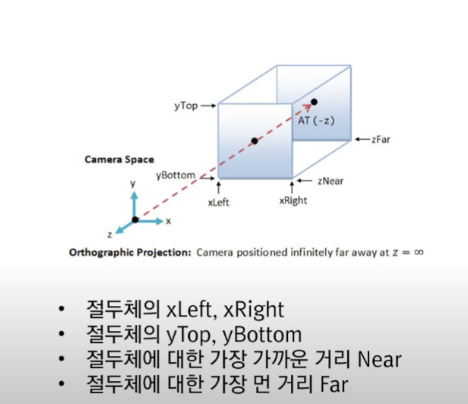 yTop
AT (-z)
zFar
Camera Space
yBottom
zNear
y
xLeft
xRight
x
z
Orthographic Projection: Camera positioned infinitely far away at z = ∞
• 절두체의 xLeft, xRight
• 절두체의 yTop, yBottom
• 절두체에 대한 가장 가까운 거리 Near
• 절두체에 대한 가장 먼 거리 Far